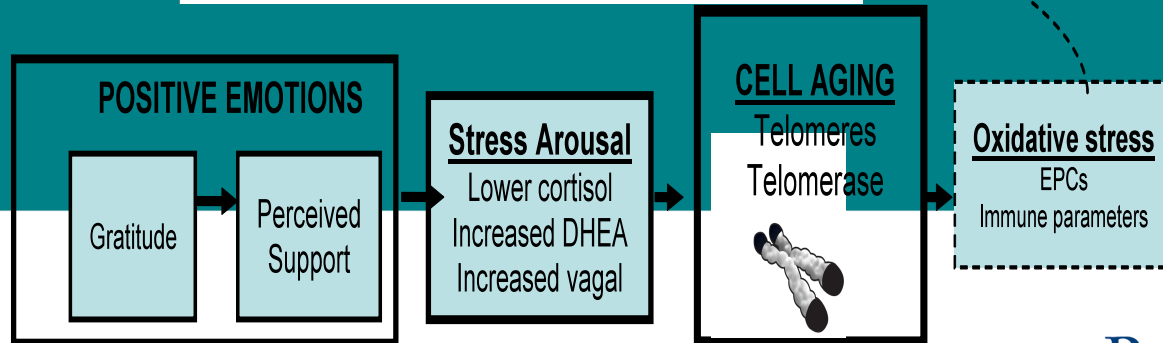 POSITIVE EMOTIONS
Gratitude
Perceived
Support
Stress Arousal
Lower cortisol
Increased DHEA
Increased vagal
CELL AGING
Telomeres
Telomerase
Oxidative stress
EPCs
Immune parameters